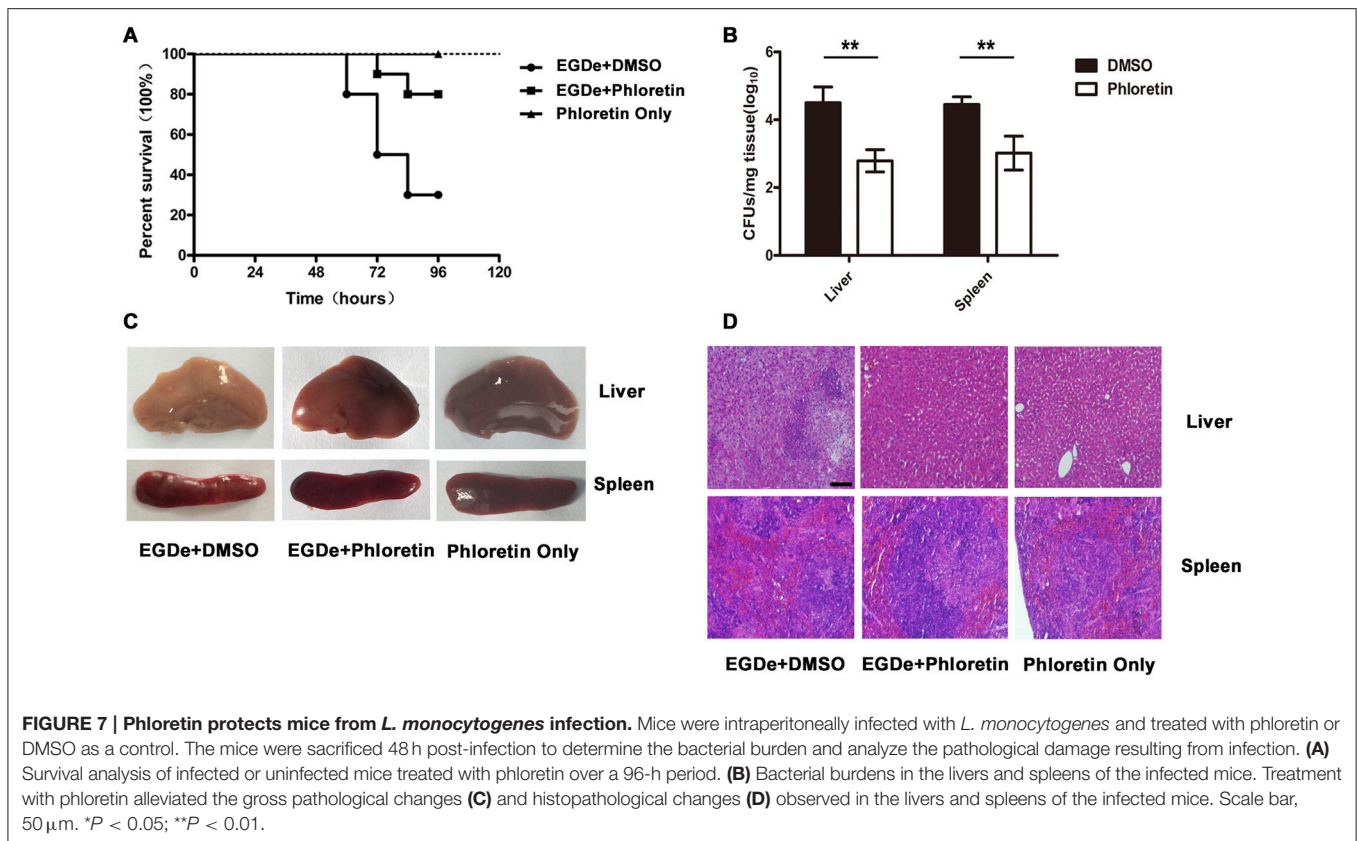 A
Percent survival（100%）
100
80
60
40
20
0
0 24 48 72 96 120
Time（hours）
EGDe+DMSO
EGDe+Phloretin
Phloretin Only
B
CFUs/mg tissue(log10)
6
4
2
0
** **
Liver Spleen
DMSO
Phloretin
C
Liver
Spleen
EGDe+DMSO EGDe+Phloretin Phloretin Only
D
Liver
Spleen
EGDe+DMSO EGDe+Phloretin Phloretin Only
FIGURE 7 | Phloretin protects mice from L. monocytogenes infection. Mice were intraperitoneally infected with L. monocytogenes and treated with phloretin or
DMSO as a control. The mice were sacrificed 48 h post-infection to determine the bacterial burden and analyze the pathological damage resulting from infection. (A)
Survival analysis of infected or uninfected mice treated with phloretin over a 96-h period. (B) Bacterial burdens in the livers and spleens of the infected mice. Treatment
with phloretin alleviated the gross pathological changes (C) and histopathological changes (D) observed in the livers and spleens of the infected mice. Scale bar,
50 μm. *P < 0.05; **P < 0.01.